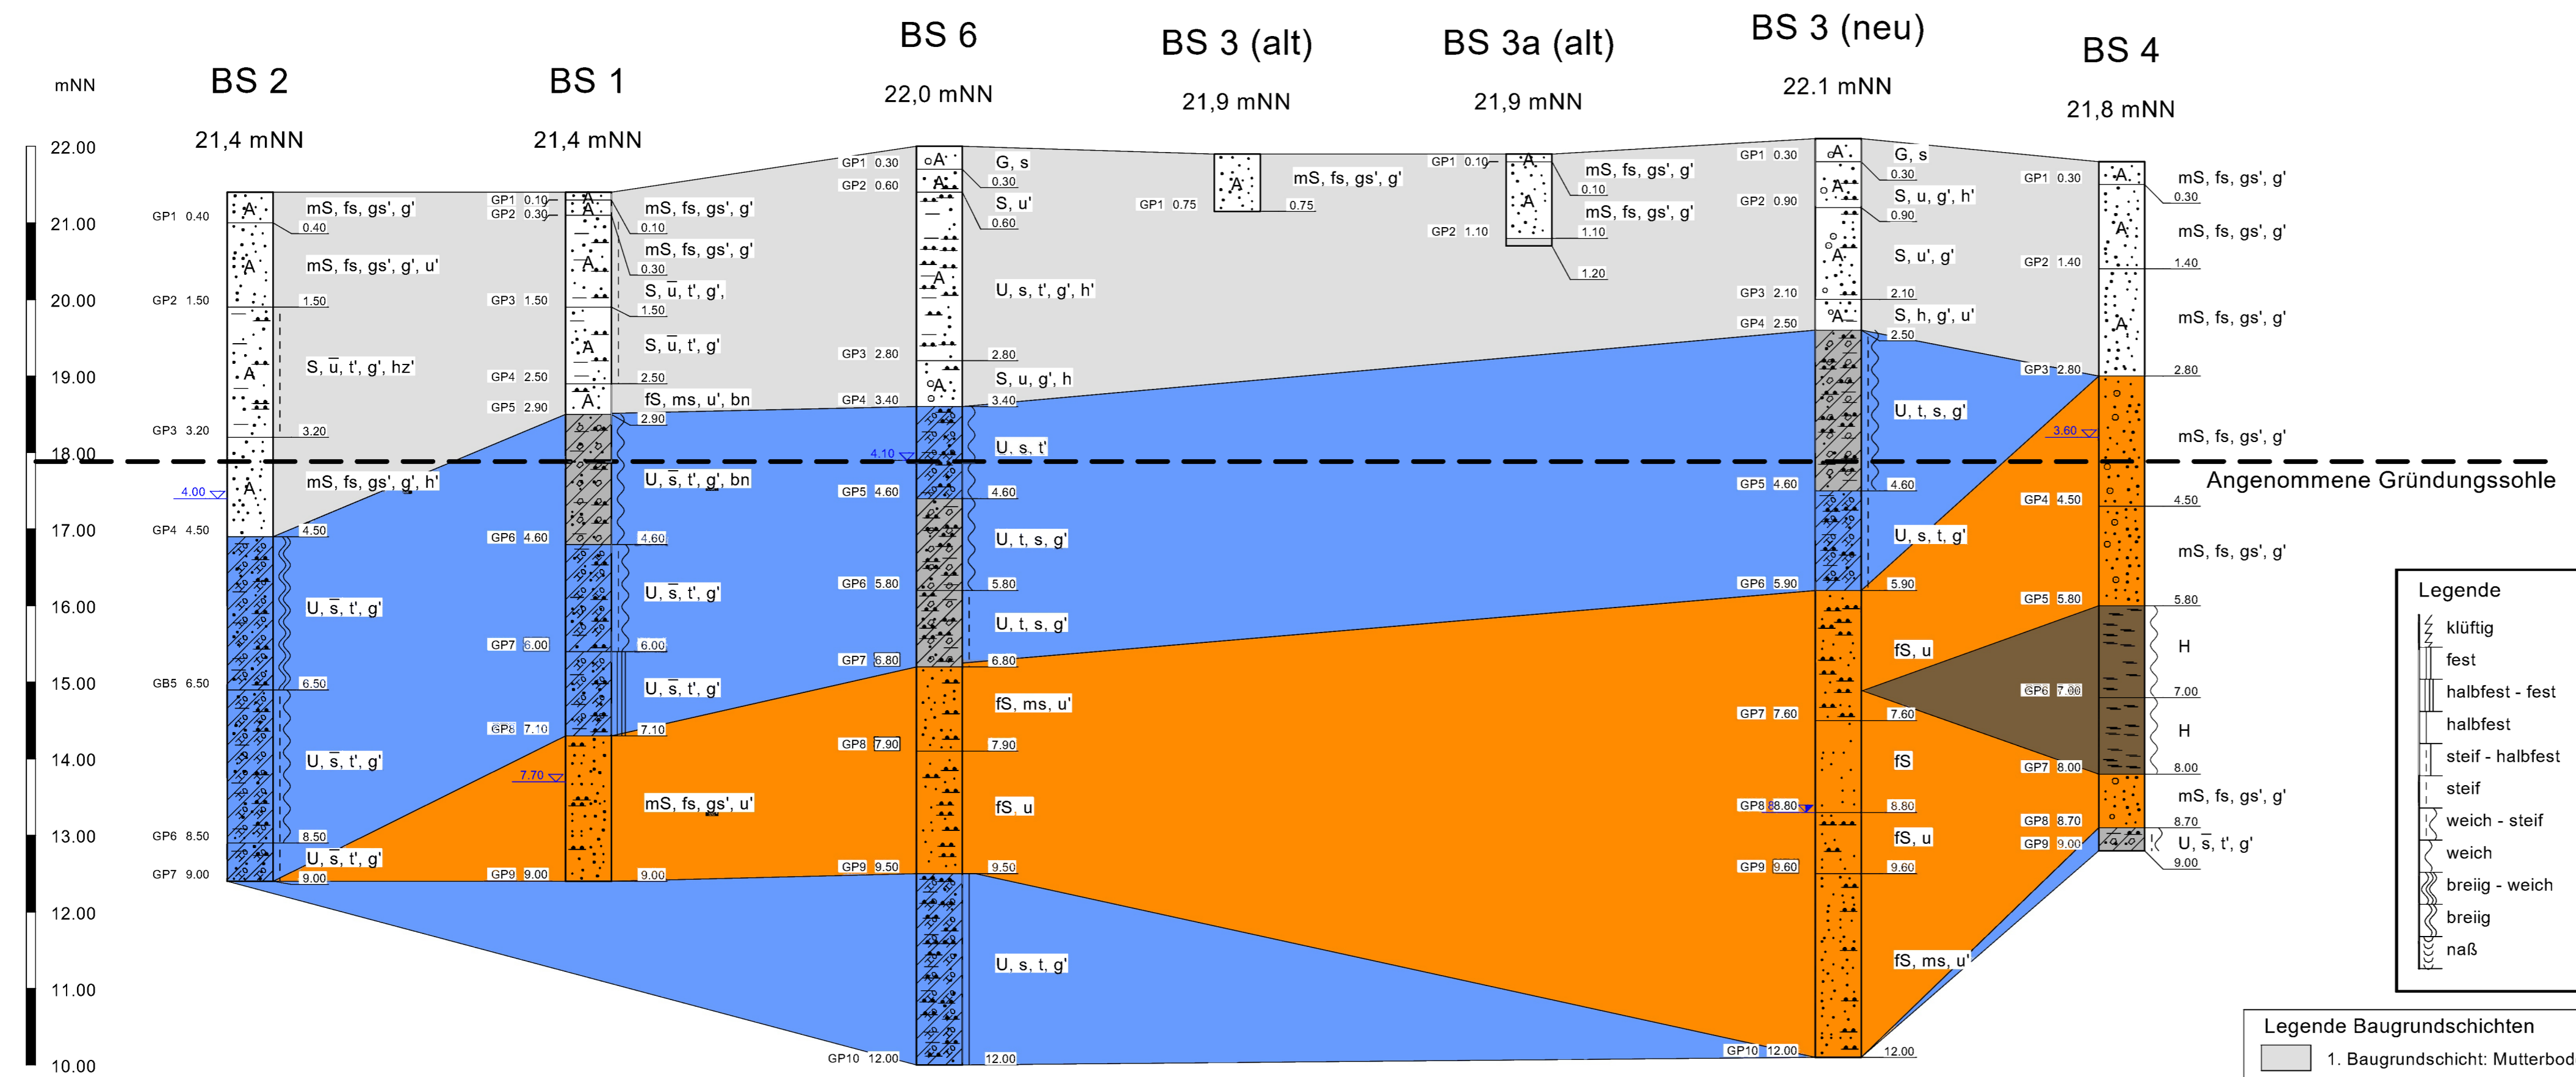 mNN
22.00
21.00
20.00
19.00
18.00
17.00
16.00
15.00
14.00
13.00
12.00
11.00
10.00
BS 2
21,4 mNN
GP1 0.40
GP2 1.50
GP3 3.20
4.00
GP4 4.50
GB5 6.50
GP6 8.50
GP7 9.00
A
A
A
A
0.40
1.50
3.20
4.50
6.50
8.50
9.00
mS, fs, gs', g'
mS, fs, gs', g', u'
S, u̅, t', g', hz'
mS, fs, gs', g', h'
U, s̅, t', g'
U, s̅, t', g'
U, s̅, t', g'
BS 1
21,4 mNN
GP1 0.10
GP2 0.30
GP3 1.50
GP4 2.50
GP5 2.90
GP6 4.60
GP7 6.00
GP8 7.10
7.70
GP9 9.00
A
A
A
A
A
0.10
0.30
1.50
2.50
2.90
4.60
6.00
7.10
9.00
mS, fs, gs', g'
mS, fs, gs', g'
S, u̅, t', g',
S, u̅, t', g'
fS, ms, u', bn
U, s̅, t', g', bn
U, s̅, t', g'
U, s̅, t', g'
mS, fs, gs', u'
BS 6
22,0 mNN
GP1 0.30
GP2 0.60
GP3 2.80
GP4 3.40
4.10
GP5 4.60
GP6 5.80
GP7 6.80
GP8 7.90
GP9 9.50
GP10 12.00
A
A
A
A
0.30
0.60
2.80
3.40
4.60
5.80
6.80
7.90
9.50
12.00
G, s
S, u'
U, s, t', g', h'
S, u, g', h
U, s, t'
U, t, s, g'
U, t, s, g'
fS, ms, u'
fS, u
U, s, t, g'
BS 3 (alt)
21,9 mNN
GP1 0.75
A
0.75
mS, fs, gs', g'
BS 3a (alt)
21,9 mNN
GP1 0.10
GP2 1.10
A
A
0.10
1.10
1.20
mS, fs, gs', g'
mS, fs, gs', g'
BS 3 (neu)
22.1 mNN
GP1 0.30
GP2 0.90
GP3 2.10
GP4 2.50
GP5 4.60
GP6 5.90
GP7 7.60
GP8 8.80
GP9 9.60
GP10 12.00
A
A
A
A
0.30
0.90
2.10
2.50
4.60
5.90
7.60
8.80
9.60
12.00
G, s
S, u, g', h'
S, u', g'
S, h, g', u'
U, t, s, g'
U, s, t, g'
fS, u
fS
fS, u
fS, ms, u'
BS 4
21,8 mNN
GP1 0.30
GP2 1.40
GP3 2.80
3.60
GP4 4.50
GP5 5.80
GP6 7.00
GP7 8.00
GP8 8.70
GP9 9.00
A
A
A
0.30
1.40
2.80
4.50
5.80
7.00
8.00
8.70
9.00
mS, fs, gs', g'
mS, fs, gs', g'
mS, fs, gs', g'
mS, fs, gs', g'
mS, fs, gs', g'
H
H
mS, fs, gs', g'
U, s̅, t', g'
Angenommene Gründungssohle
Legende
klüftig
fest
halbfest - fest
halbfest
steif - halbfest
steif
weich - steif
weich
breiig - weich
breiig
naß
Legende Baugrundschichten
1. Baugrundschicht: Mutterbod